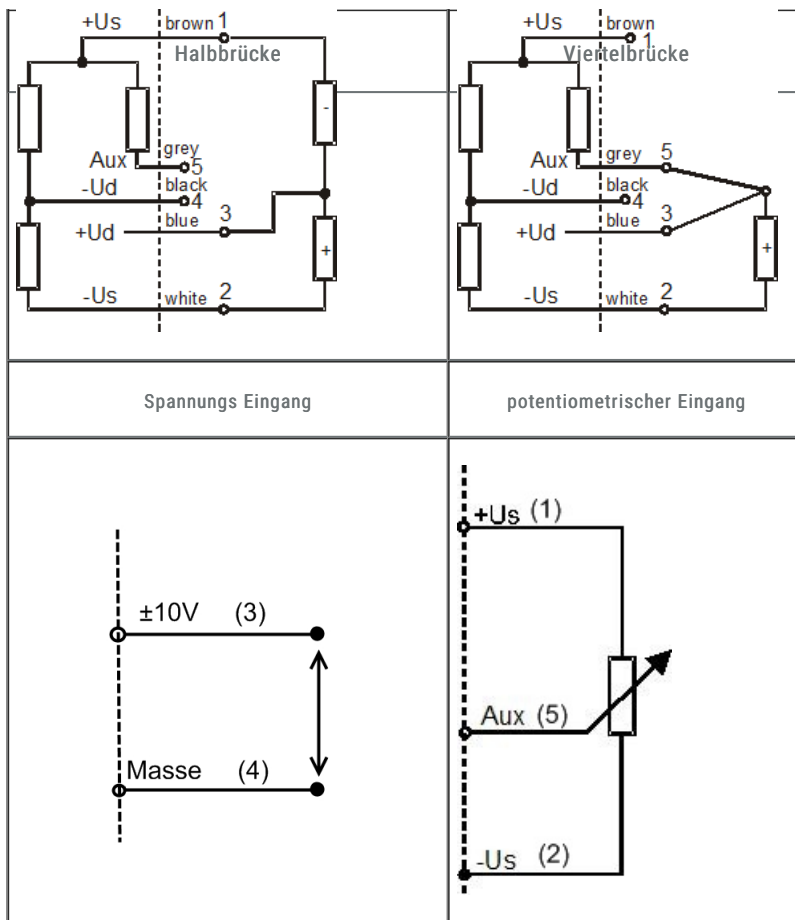 Halbbrücke
+Us
brown 1
-
grey
Aux
5
black
-Ud
4
blue
3
+Ud
+
-Us
white
2
Viertelbrücke
+Us
brown
1
grey
5
Aux
black
-Ud
4
blue
3
+Ud
+
-Us
white
2
Spannungs Eingang
potentiometrischer Eingang
±10V (3)
Masse (4)
+Us (1)
Aux (5)
-Us (2)